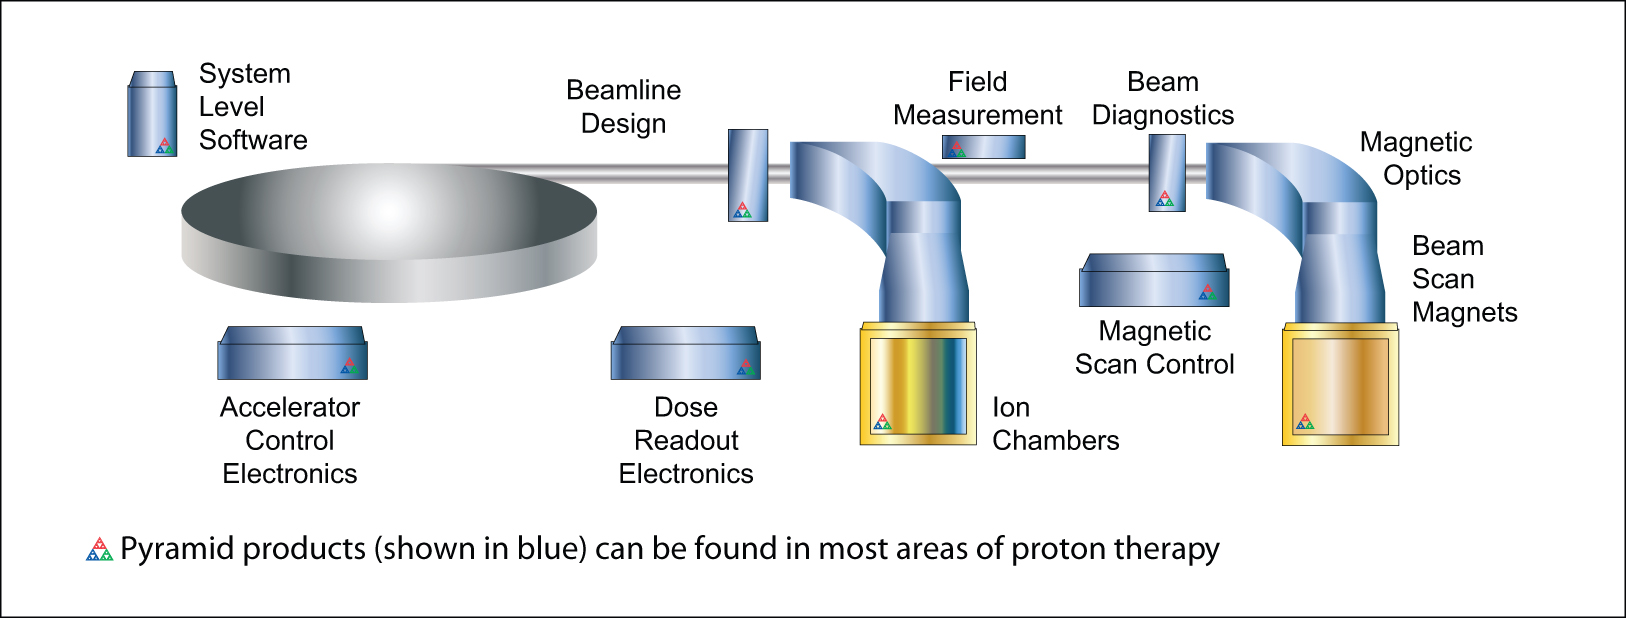 System
Level
Software
Beamline
Design
Field
Measurement
Beam
Diagnostics
Magnetic
Optics
Beam
Scan
Magnets
Magnetic
Scan Control
Accelerator
Control
Electronics
Dose
Readout
Electronics
Ion
Chambers
Pyramid products (shown in blue) can be found in most areas of proton therapy